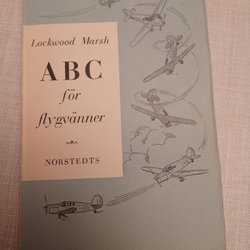 Lockwood Marsh
ABC
för
flygvänner
NORSTEDTS